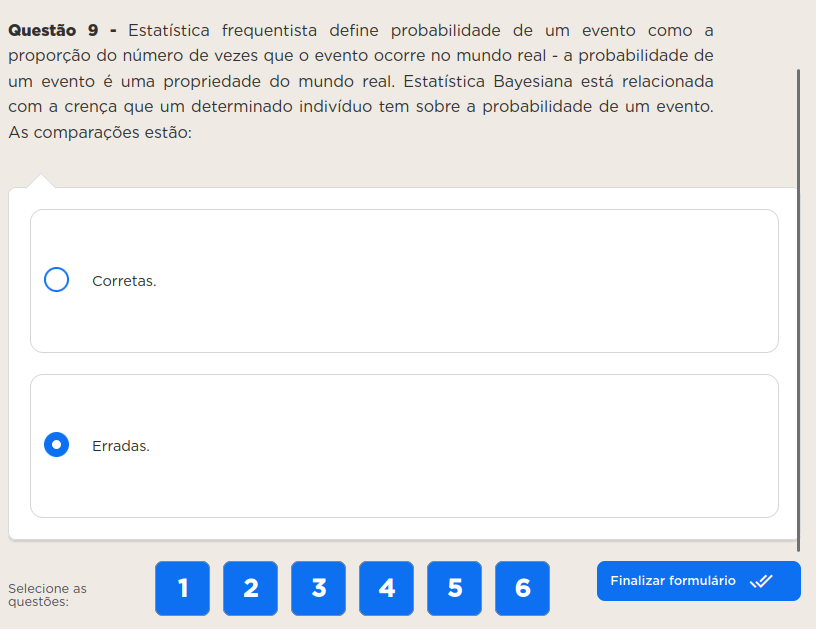 Questão 9 - Estatística frequentista define probabilidade de um evento como a
proporção do número de vezes que o evento ocorre no mundo real - a probabilidade de
um evento é uma propriedade do mundo real. Estatística Bayesiana está relacionada
com a crença que um determinado indivíduo tem sobre a probabilidade de um evento.
As comparações estão:
Corretas.
Erradas.
Selecione as
questões:
1 2 3 4 5 6
Finalizar formulário